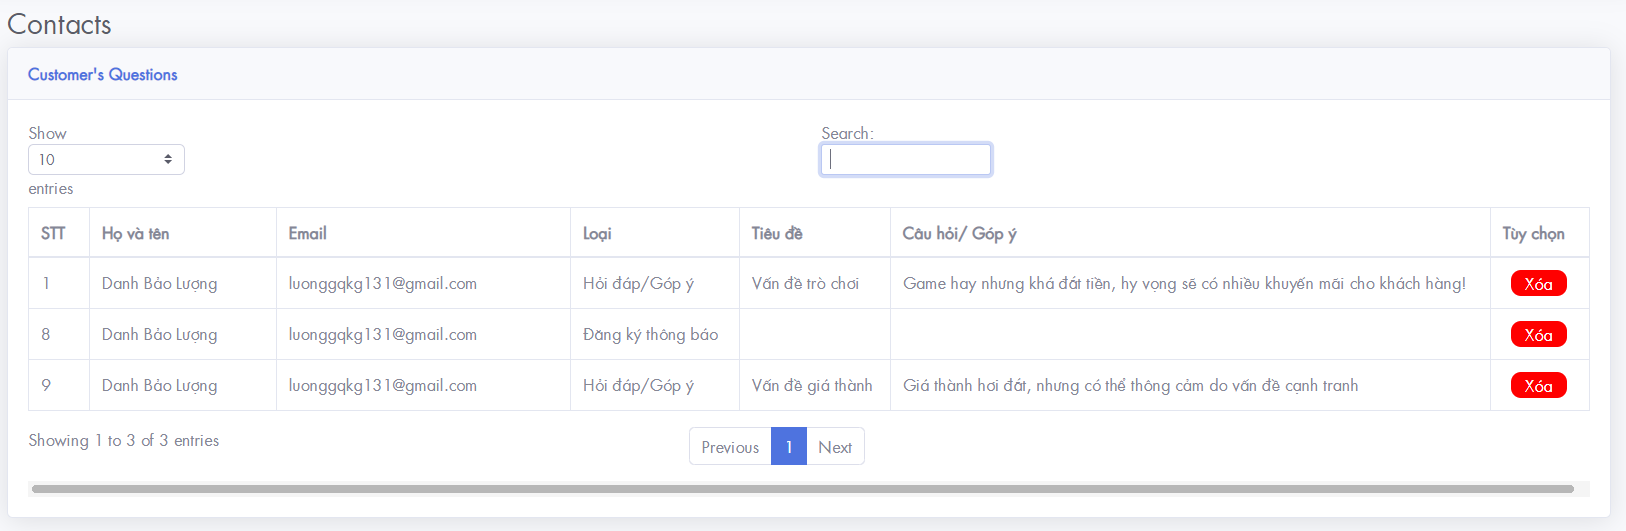 Contacts
Customer's Questions
Show
Search:
10
entries
STT Họ và tên Email Loại Tiêu đề Câu hỏi/ Góp ý Tùy chọn
1 Danh Bảo Lượng luonggqkg131@gmail.com Hỏi đáp/Góp ý Vấn đề trò chơi Game hay nhưng khá đắt tiền, hy vọng sẽ có nhiều khuyến mãi cho khách hàng! Xóa
8 Danh Bảo Lượng luonggqkg131@gmail.com Đăng ký thông báo Xóa
9 Danh Bảo Lượng luonggqkg131@gmail.com Hỏi đáp/Góp ý Vấn đề giá thành Giá thành hơi đắt, nhưng có thể thông cảm do vấn đề cạnh tranh Xóa
Showing 1 to 3 of 3 entries Previous 1 Next